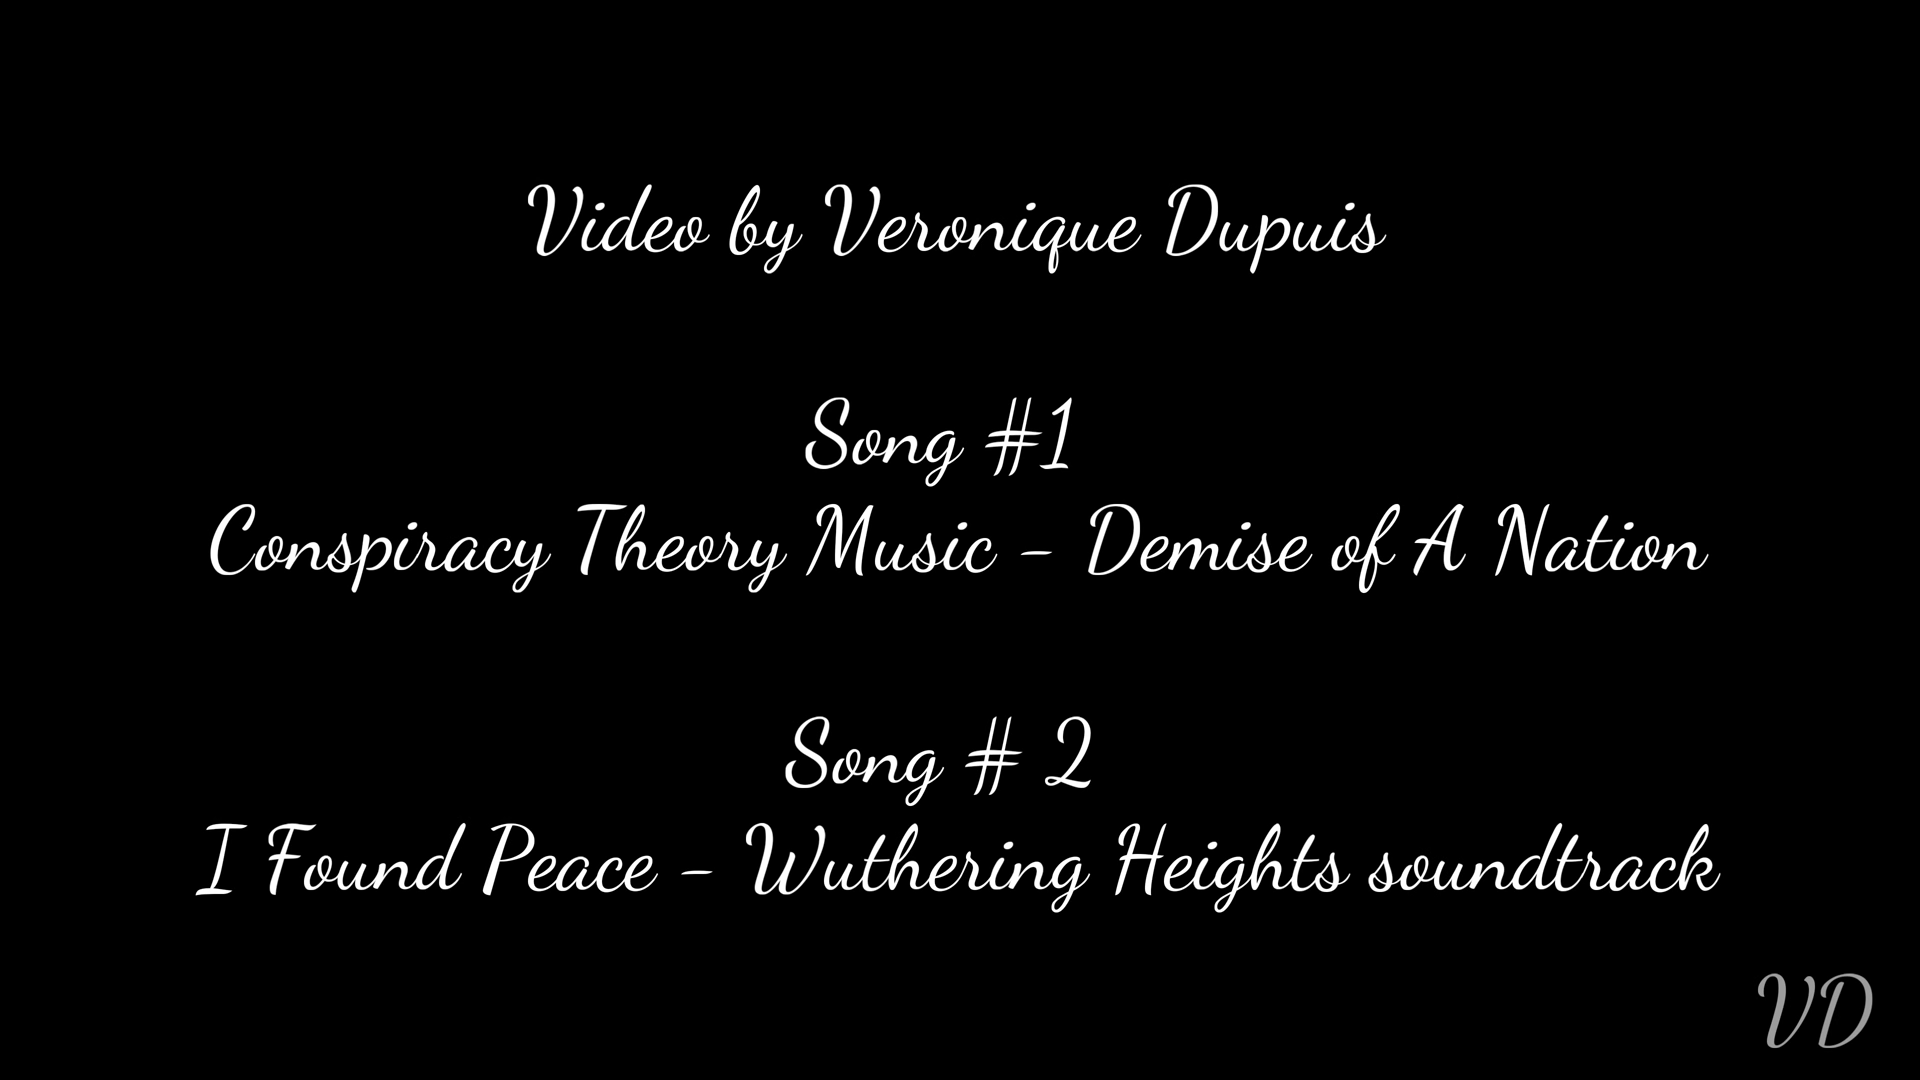 Video by Veronique Dupuis
Song #1
Conspiracy Theory Music - Demise of A Nation
Song # 2
I Found Peace - Wuthering Heights soundtrack
VD